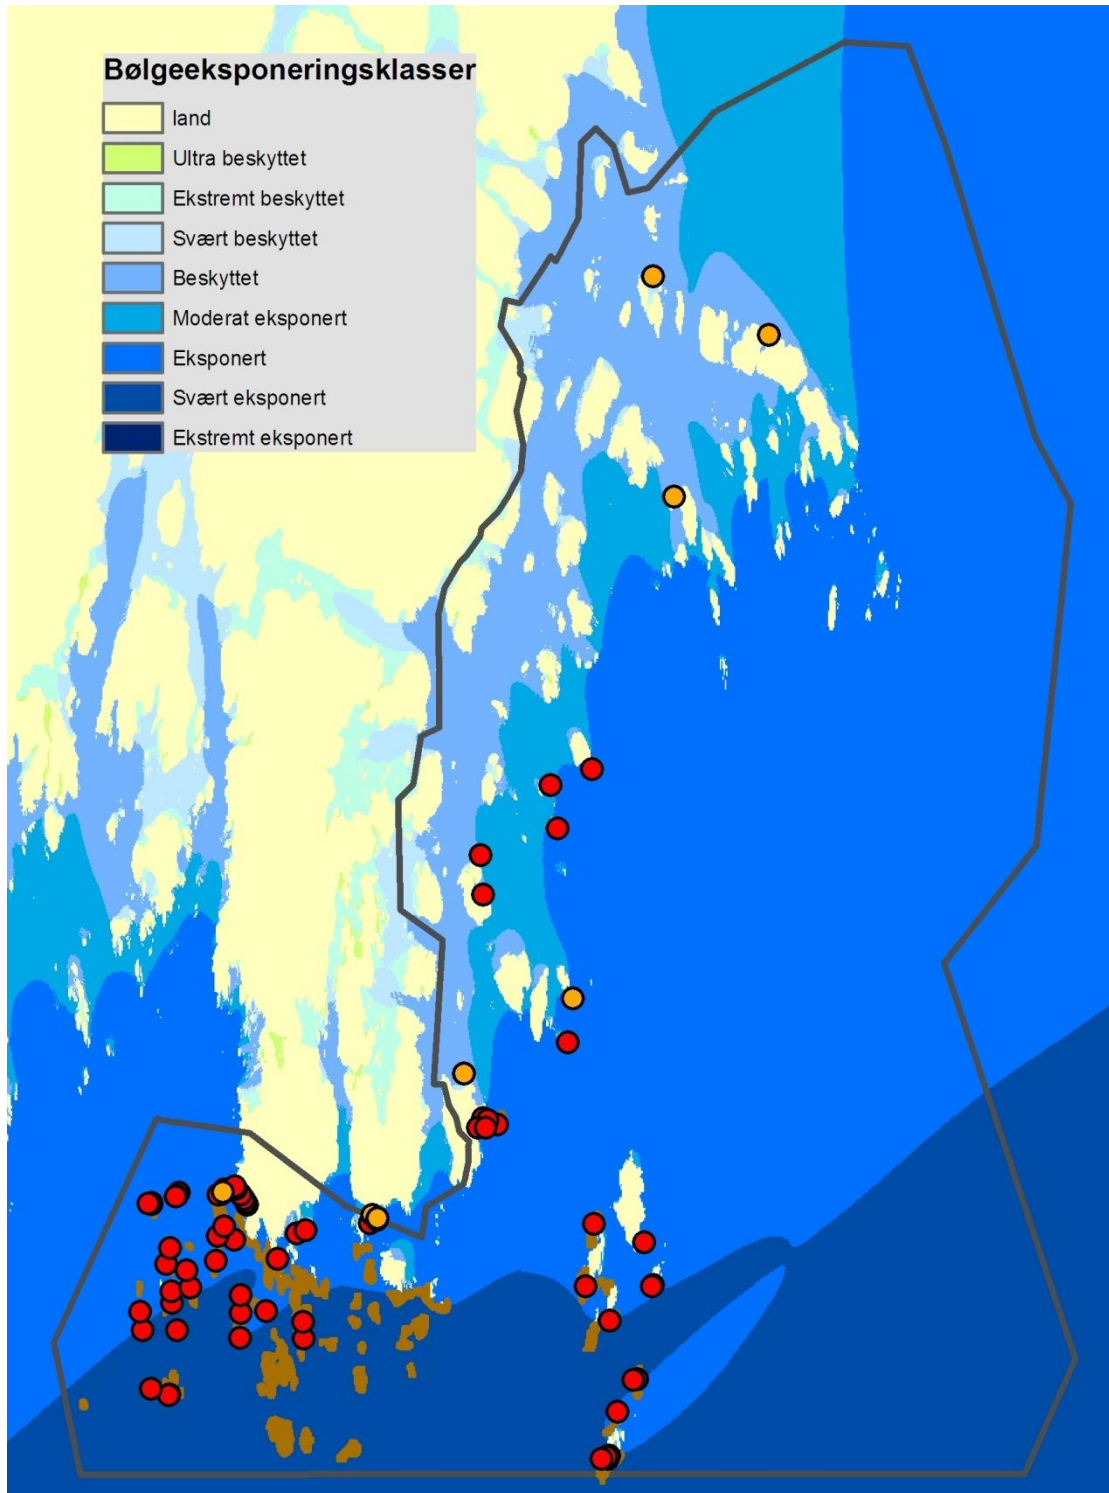 Bølgeeksponeringsklasser
land
Ultra beskyttet
Ekstremt beskyttet
Svært beskyttet
Beskyttet
Moderat eksponert
Eksponert
Svært eksponert
Ekstremt eksponert